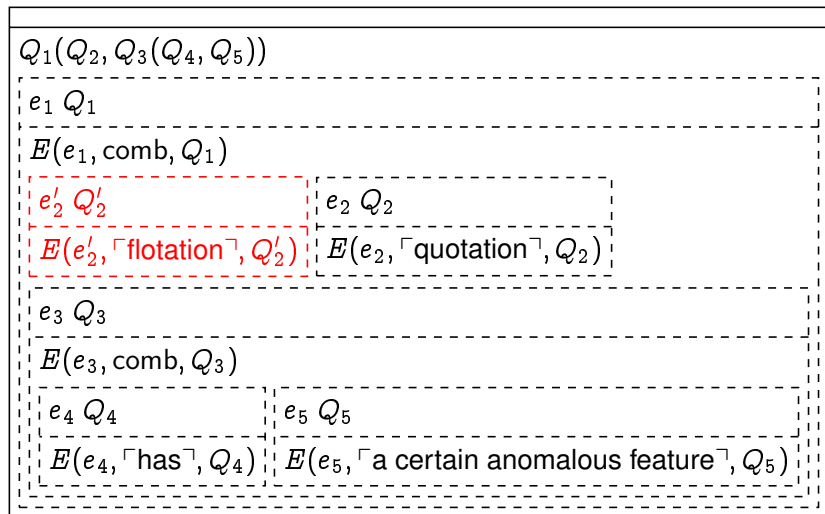 Q₁(Q₂, Q₃(Q₄, Q₅))
e₁ Q₁
E(e₁, comb, Q₁)
e′₂ Q′₂ e₂ Q₂
E(e′₂, ⌜flotation⌝, Q′₂) E(e₂, ⌜quotation⌝, Q₂)
e₃ Q₃
E(e₃, comb, Q₃)
e₄ Q₄ e₅ Q₅
E(e₄, ⌜has⌝, Q₄) E(e₅, ⌜a certain anomalous feature⌝, Q₅)